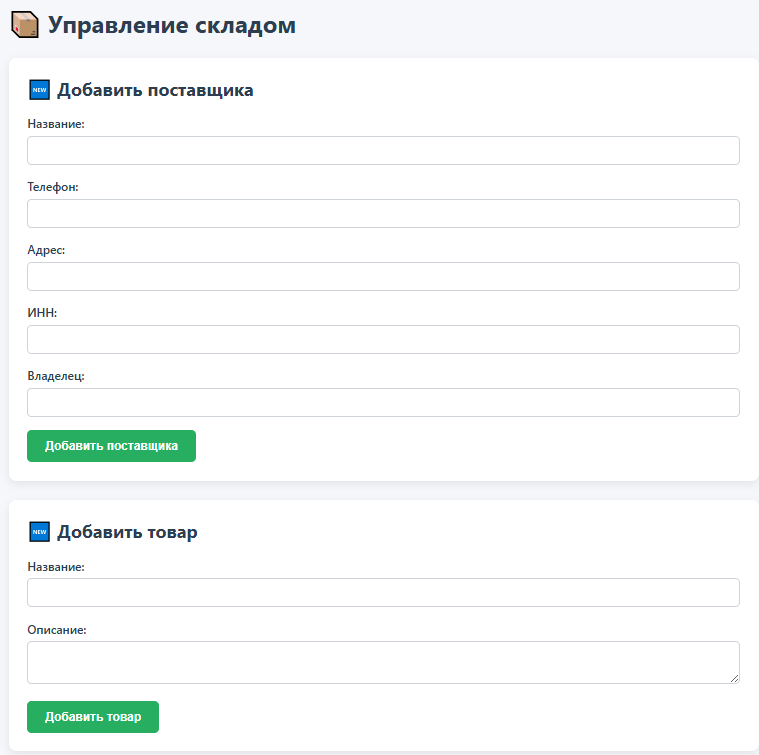 Управление складом
NEW Добавить поставщика
Название:
Телефон:
Адрес:
ИНН:
Владелец:
Добавить поставщика
NEW Добавить товар
Название:
Описание:
Добавить товар